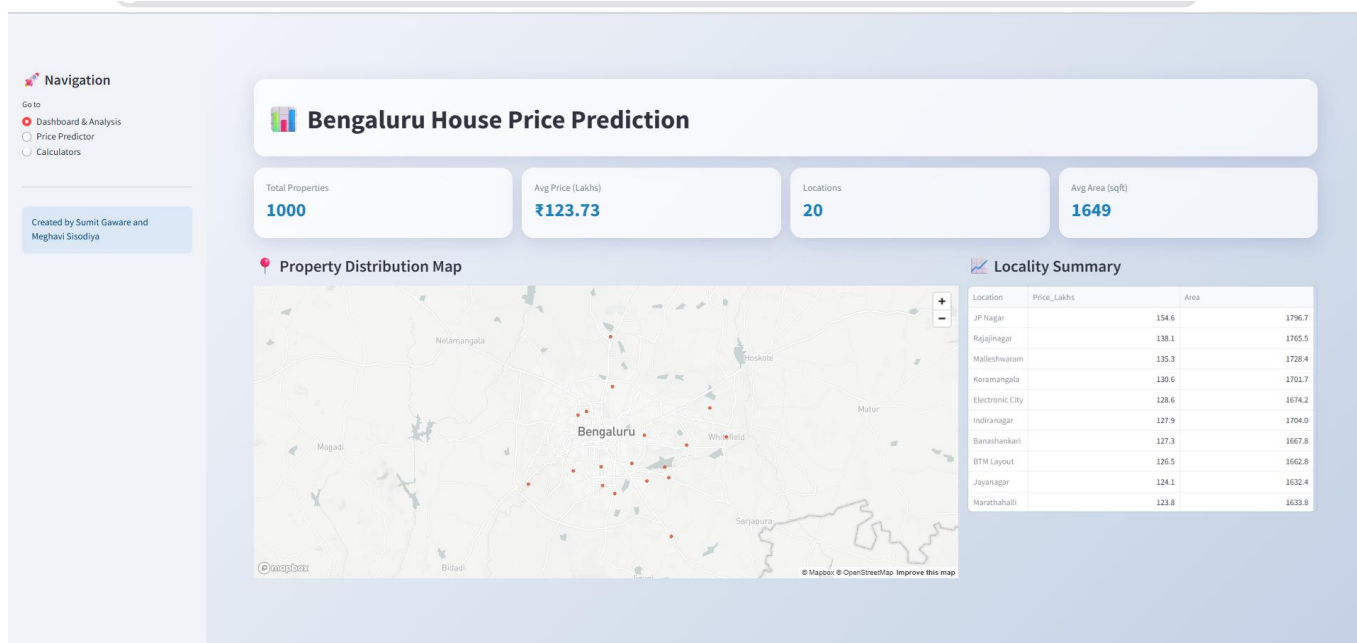 Navigation
Go to
Dashboard & Analysis
Price Predictor
Calculators
Created by Sumit Gaware and
Meghavi Sisodiya
Bengaluru House Price Prediction
Total Properties
1000
Avg Price (Lakhs)
₹123.73
Locations
20
Avg Area (sqft)
1649
Property Distribution Map
+
−
Nelamangala
Hoskote
Malur
Bengaluru
Whitefield
Magadi
Sarjapura
Bidadi
mapbox
© Mapbox © OpenStreetMap Improve this map
Locality Summary
Location Price_Lakhs Area
JP Nagar 154.6 1796.7
Rajajinagar 138.1 1765.5
Malleshwaram 135.3 1728.4
Koramangala 130.6 1701.7
Electronic City 128.6 1674.2
Indiranagar 127.9 1704.0
Banashankari 127.3 1667.8
BTM Layout 126.5 1662.8
Jayanagar 124.1 1632.4
Marathahalli 123.8 1633.8